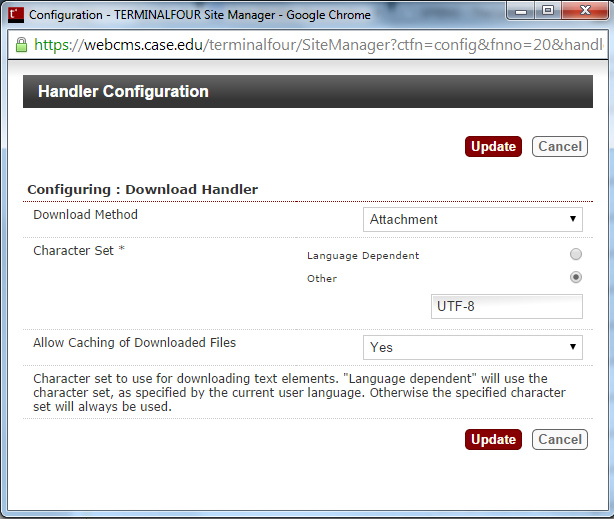 Configuration - TERMINALFOUR Site Manager - Google Chrome
https://webcms.case.edu/terminalfour/SiteManager?ctfn=config&fnno=20&handl
Handler Configuration
Update Cancel
Configuring : Download Handler
Download Method Attachment
Character Set * Language Dependent
Other
UTF-8
Allow Caching of Downloaded Files Yes
Character set to use for downloading text elements. "Language dependent" will use the
character set, as specified by the current user language. Otherwise the specified character
set will always be used.
Update Cancel